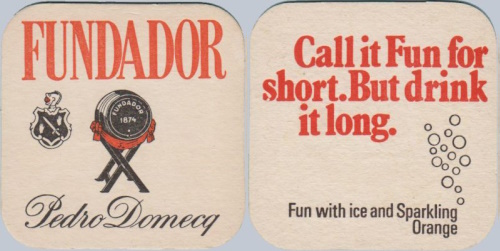 FUNDADOR
FUNDADOR
1874
Pedro Domecq
Call it Fun for
short. But drink
it long.
Fun with ice and Sparkling
Orange